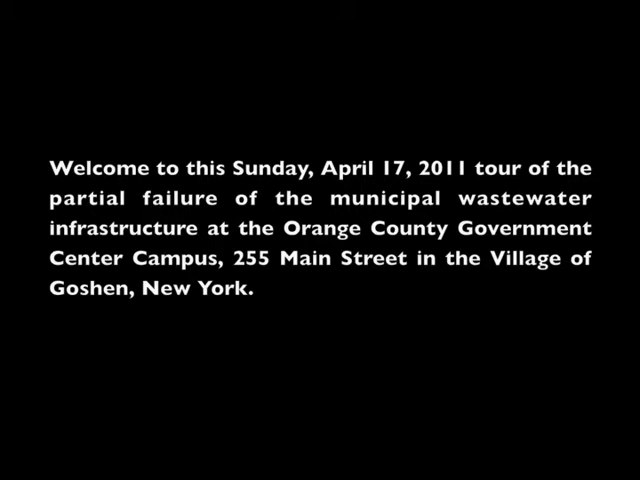 Welcome to this Sunday, April 17, 2011 tour of the
partial failure of the municipal wastewater
infrastructure at the Orange County Government
Center Campus, 255 Main Street in the Village of
Goshen, New York.